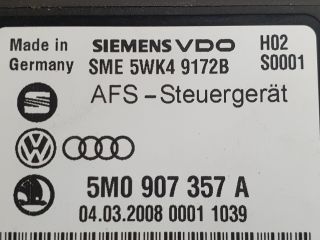 Made in SIEMENS VDO H02
Germany SME 5WK4 9172B S0001
AFS-Steuergerät
5M0 907 357 A
04.03.2008 0001 1039